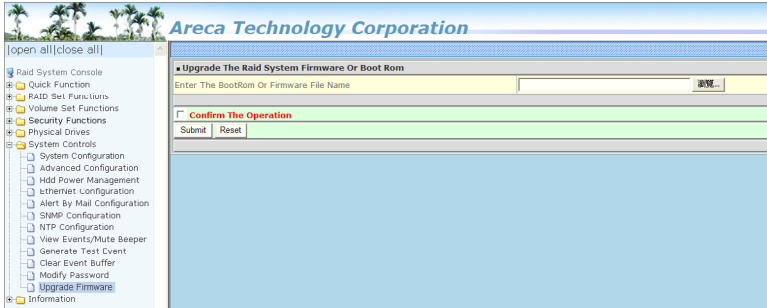 Areca Technology Corporation
|open all|close all|
Raid System Console
Quick Function
RAID Set Functions
Volume Set Functions
Security Functions
Physical Drives
System Controls
System Configuration
Advanced Configuration
Hdd Power Management
EtherNet Configuration
Alert By Mail Configuration
SNMP Configuration
NTP Configuration
View Events/Mute Beeper
Generate Test Event
Clear Event Buffer
Modify Password
Upgrade Firmware
Information
Upgrade The Raid System Firmware Or Boot Rom
Enter The BootRom Or Firmware File Name
瀏覽...
Confirm The Operation
Submit Reset